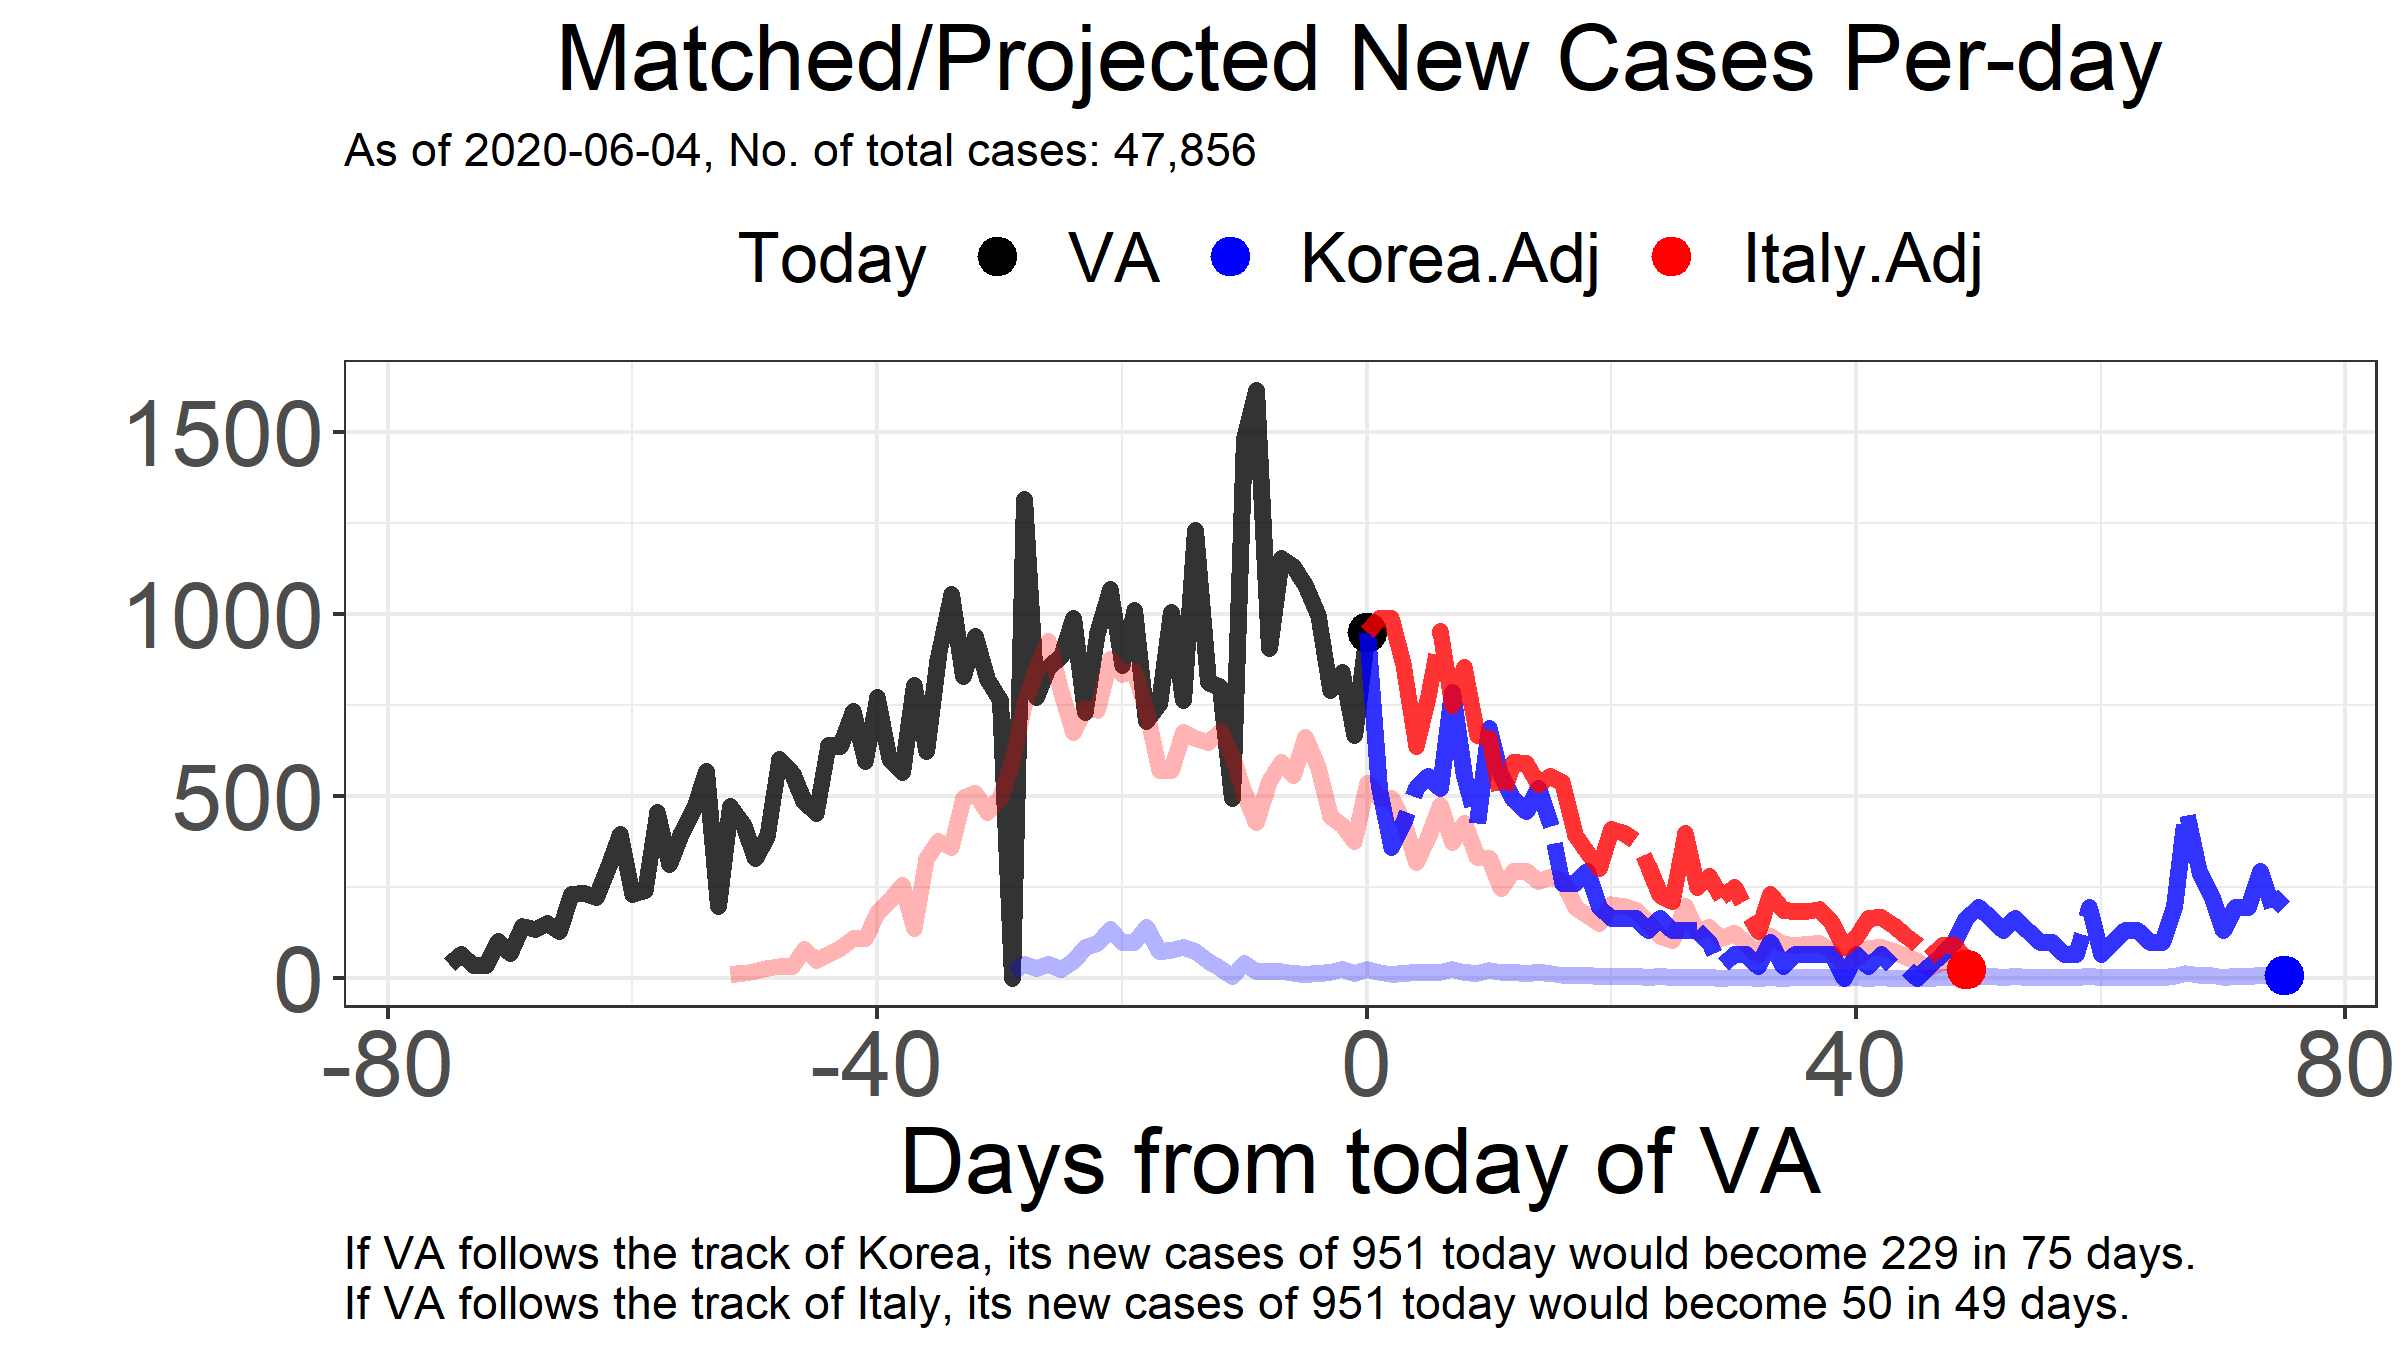 Matched/Projected New Cases Per-day
As of 2020-06-04, No. of total cases: 47,856
Today VA Korea.Adj Italy.Adj
1500
1000
500
0
-80 -40 0 40 80
Days from today of VA
If VA follows the track of Korea, its new cases of 951 today would become 229 in 75 days.
If VA follows the track of Italy, its new cases of 951 today would become 50 in 49 days.